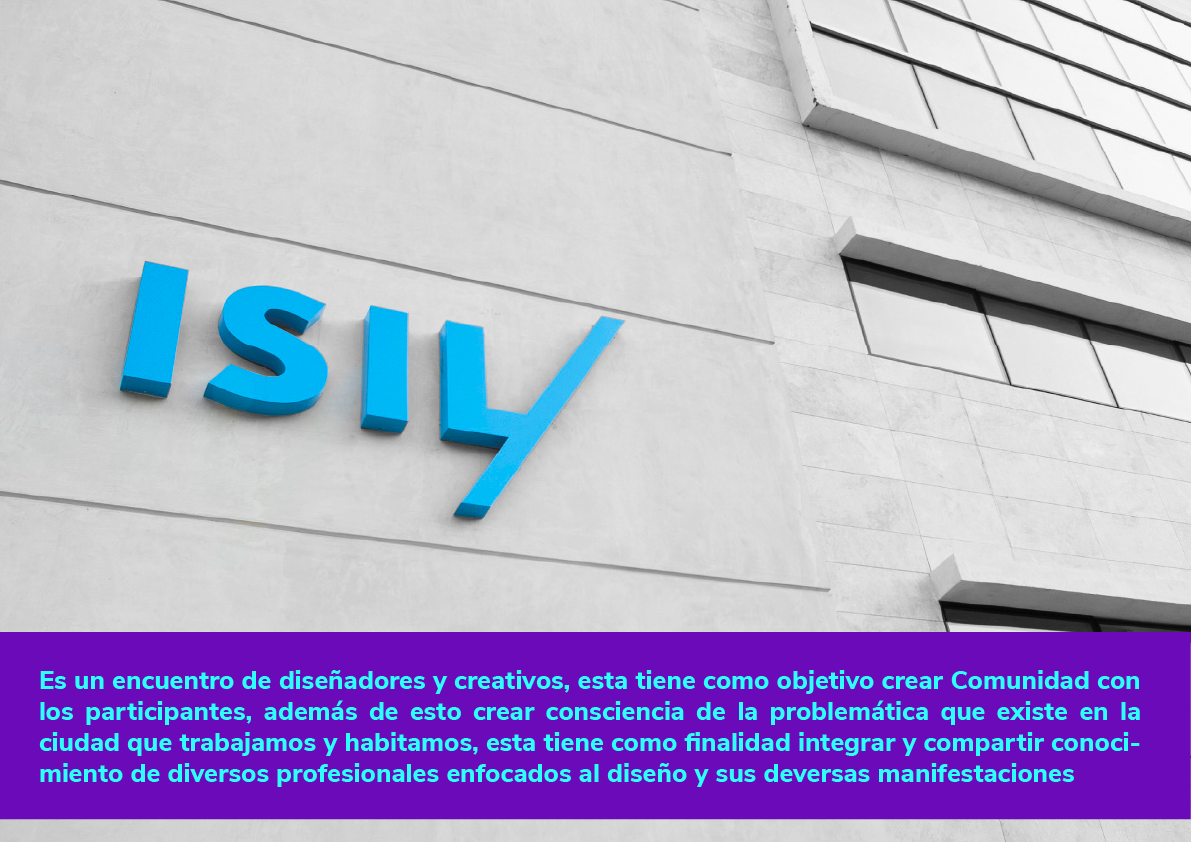 ISIL
Es un encuentro de diseñadores y creativos, esta tiene como objetivo crear Comunidad con
los participantes, además de esto crear consciencia de la problemática que existe en la
ciudad que trabajamos y habitamos, esta tiene como finalidad integrar y compartir conoci-
miento de diversos profesionales enfocados al diseño y sus deversas manifestaciones